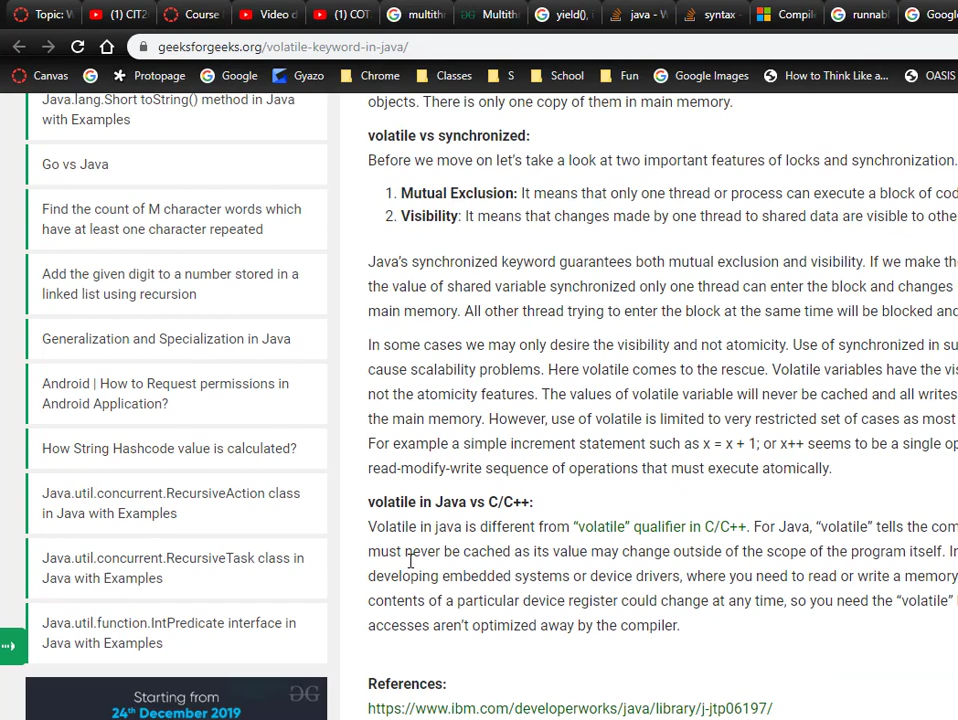 Topic: W
(1) CIT2
Course
Video d
(1) COT
multith
Multith
yield(),
java - W
syntax -
Compil
runnabl
Google
geeksforgeeks.org/volatile-keyword-in-java/
Canvas
Protopage
Google
Gyazo
Chrome
Classes
S
School
Fun
Google Images
How to Think Like a...
OASIS
Java.lang.Short toString() method in Java
with Examples
Go vs Java
Find the count of M character words which
have at least one character repeated
Add the given digit to a number stored in a
linked list using recursion
Generalization and Specialization in Java
Android | How to Request permissions in
Android Application?
How String Hashcode value is calculated?
Java.util.concurrent.RecursiveAction class
in Java with Examples
Java.util.concurrent.RecursiveTask class in
Java with Examples
Java.util.function.IntPredicate interface in
Java with Examples
Starting from
24th December 2019
objects. There is only one copy of them in main memory.
volatile vs synchronized:
Before we move on let's take a look at two important features of locks and synchronization.
1. Mutual Exclusion: It means that only one thread or process can execute a block of cod
2. Visibility: It means that changes made by one thread to shared data are visible to othe
Java's synchronized keyword guarantees both mutual exclusion and visibility. If we make the
the value of shared variable synchronized only one thread can enter the block and changes
main memory. All other thread trying to enter the block at the same time will be blocked and
In some cases we may only desire the visibility and not atomicity. Use of synchronized in su
cause scalability problems. Here volatile comes to the rescue. Volatile variables have the vis
not the atomicity features. The values of volatile variable will never be cached and all writes
the main memory. However, use of volatile is limited to very restricted set of cases as most
For example a simple increment statement such as x = x + 1; or x++ seems to be a single op
read-modify-write sequence of operations that must execute atomically.
volatile in Java vs C/C++:
Volatile in java is different from “volatile” qualifier in C/C++. For Java, “volatile” tells the com
must never be cached as its value may change outside of the scope of the program itself. In
developing embedded systems or device drivers, where you need to read or write a memory
contents of a particular device register could change at any time, so you need the “volatile”
accesses aren't optimized away by the compiler.
References:
https://www.ibm.com/developerworks/java/library/j-jtp06197/